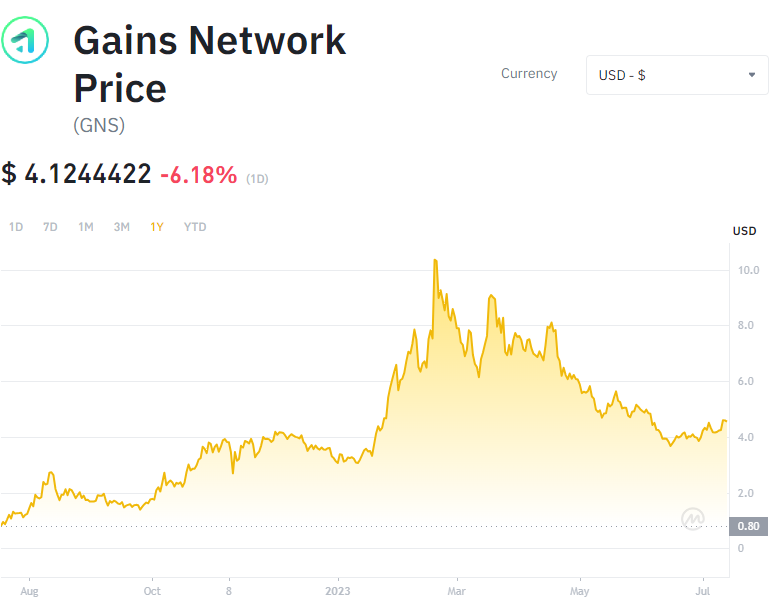 Gains Network
Price
(GNS)
Currency
USD - $
$ 4.1244422 -6.18% (1D)
1D 7D 1M 3M 1Y YTD
USD
10.0
8.0
6.0
4.0
2.0
0.80
0
Aug Oct 8 2023 Mar May Jul